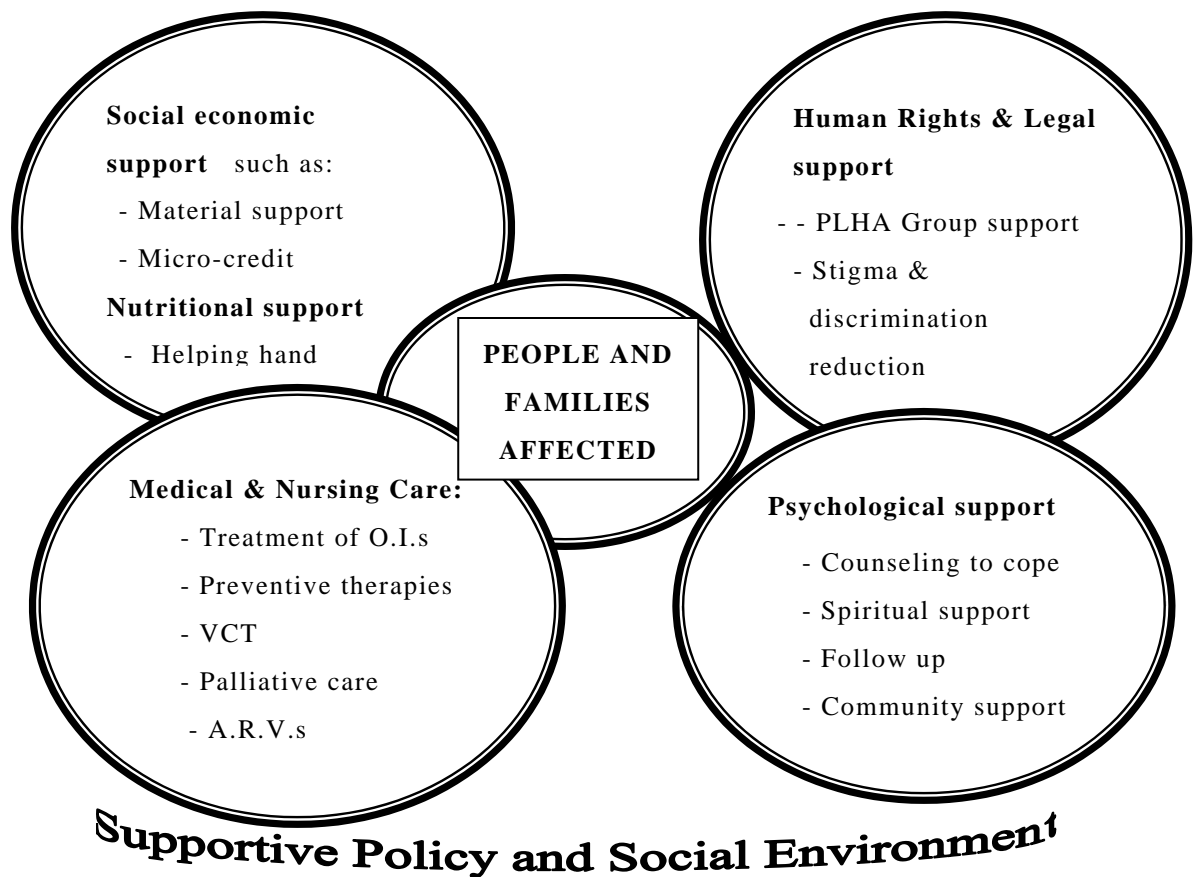 Social economic
support such as:
- Material support
- Micro-credit
Nutritional support
- Helping hand
Human Rights & Legal
support
- - PLHA Group support
- Stigma &
discrimination
reduction
PEOPLE AND
FAMILIES
AFFECTED
Medical & Nursing Care:
- Treatment of O.I.s
- Preventive therapies
- VCT
- Palliative care
- A.R.V.s
Psychological support
- Counseling to cope
- Spiritual support
- Follow up
- Community support
Supportive Policy and Social Environment